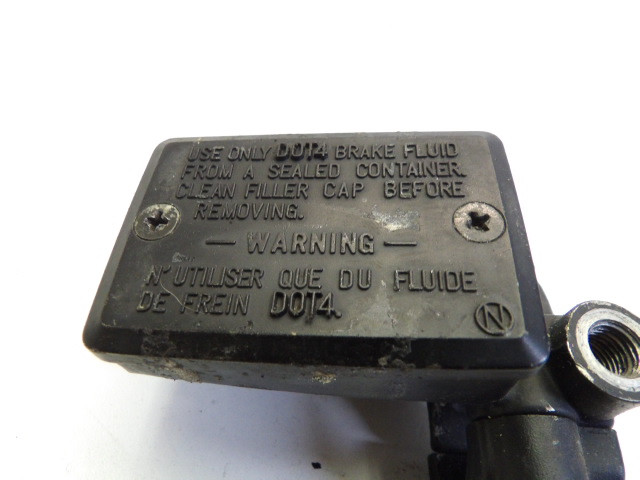 USE ONLY DOT4 BRAKE FLUID
FROM A SEALED CONTAINER.
CLEAN FILLER CAP BEFORE
REMOVING.
— WARNING —
N'UTILISER QUE DU FLUIDE
DE FREIN DOT4.
N